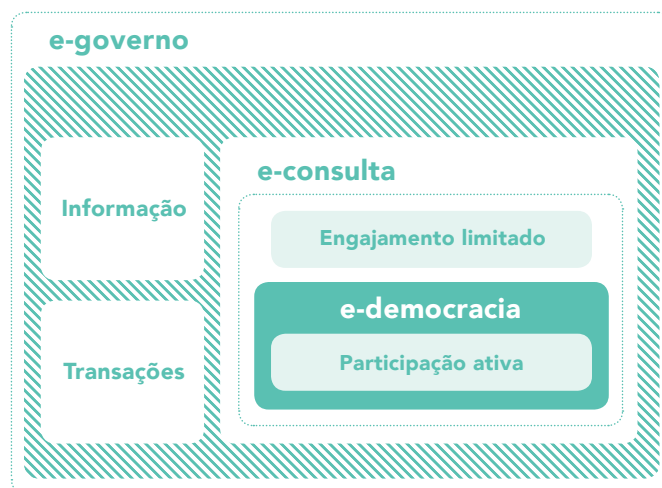 e-governo
Informação
Transações
e-consulta
Engajamento limitado
e-democracia
Participação ativa